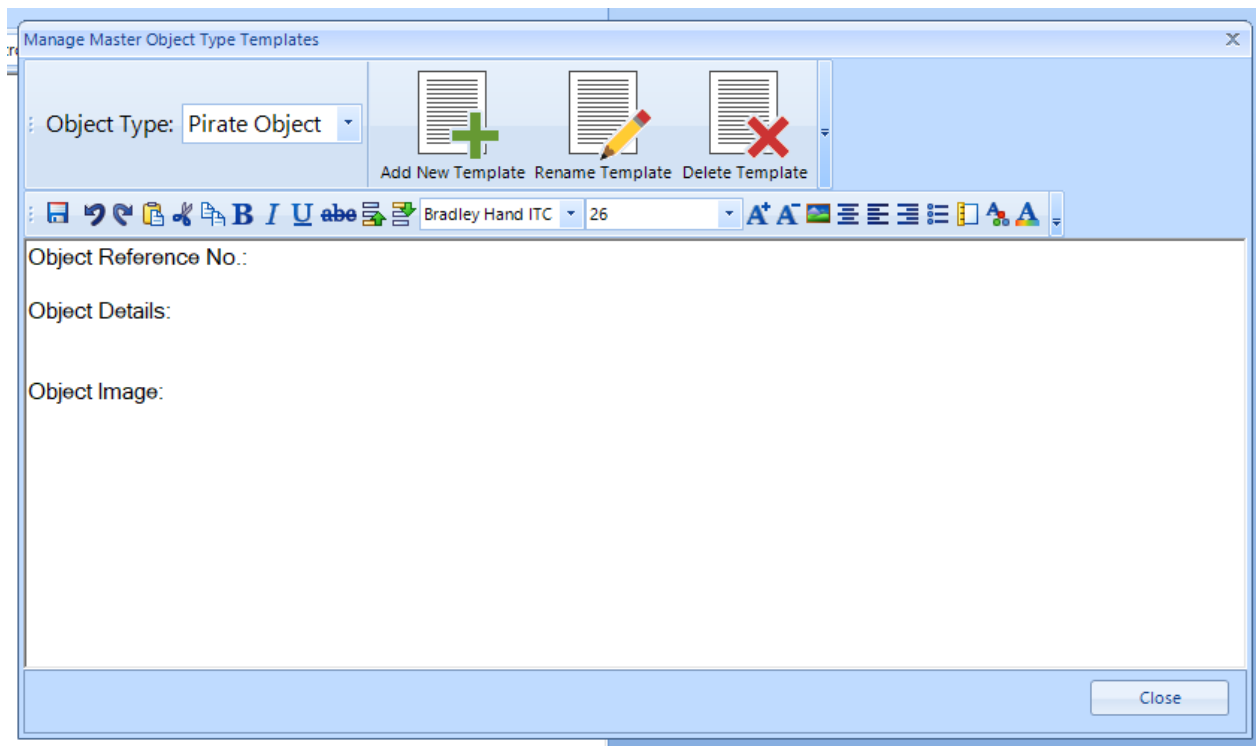 Manage Master Object Type Templates
Object Type: Pirate Object
Add New Template Rename Template Delete Template
B I U abe Bradley Hand ITC 26 A+ A- A
Object Reference No.:
Object Details:
Object Image:
Close